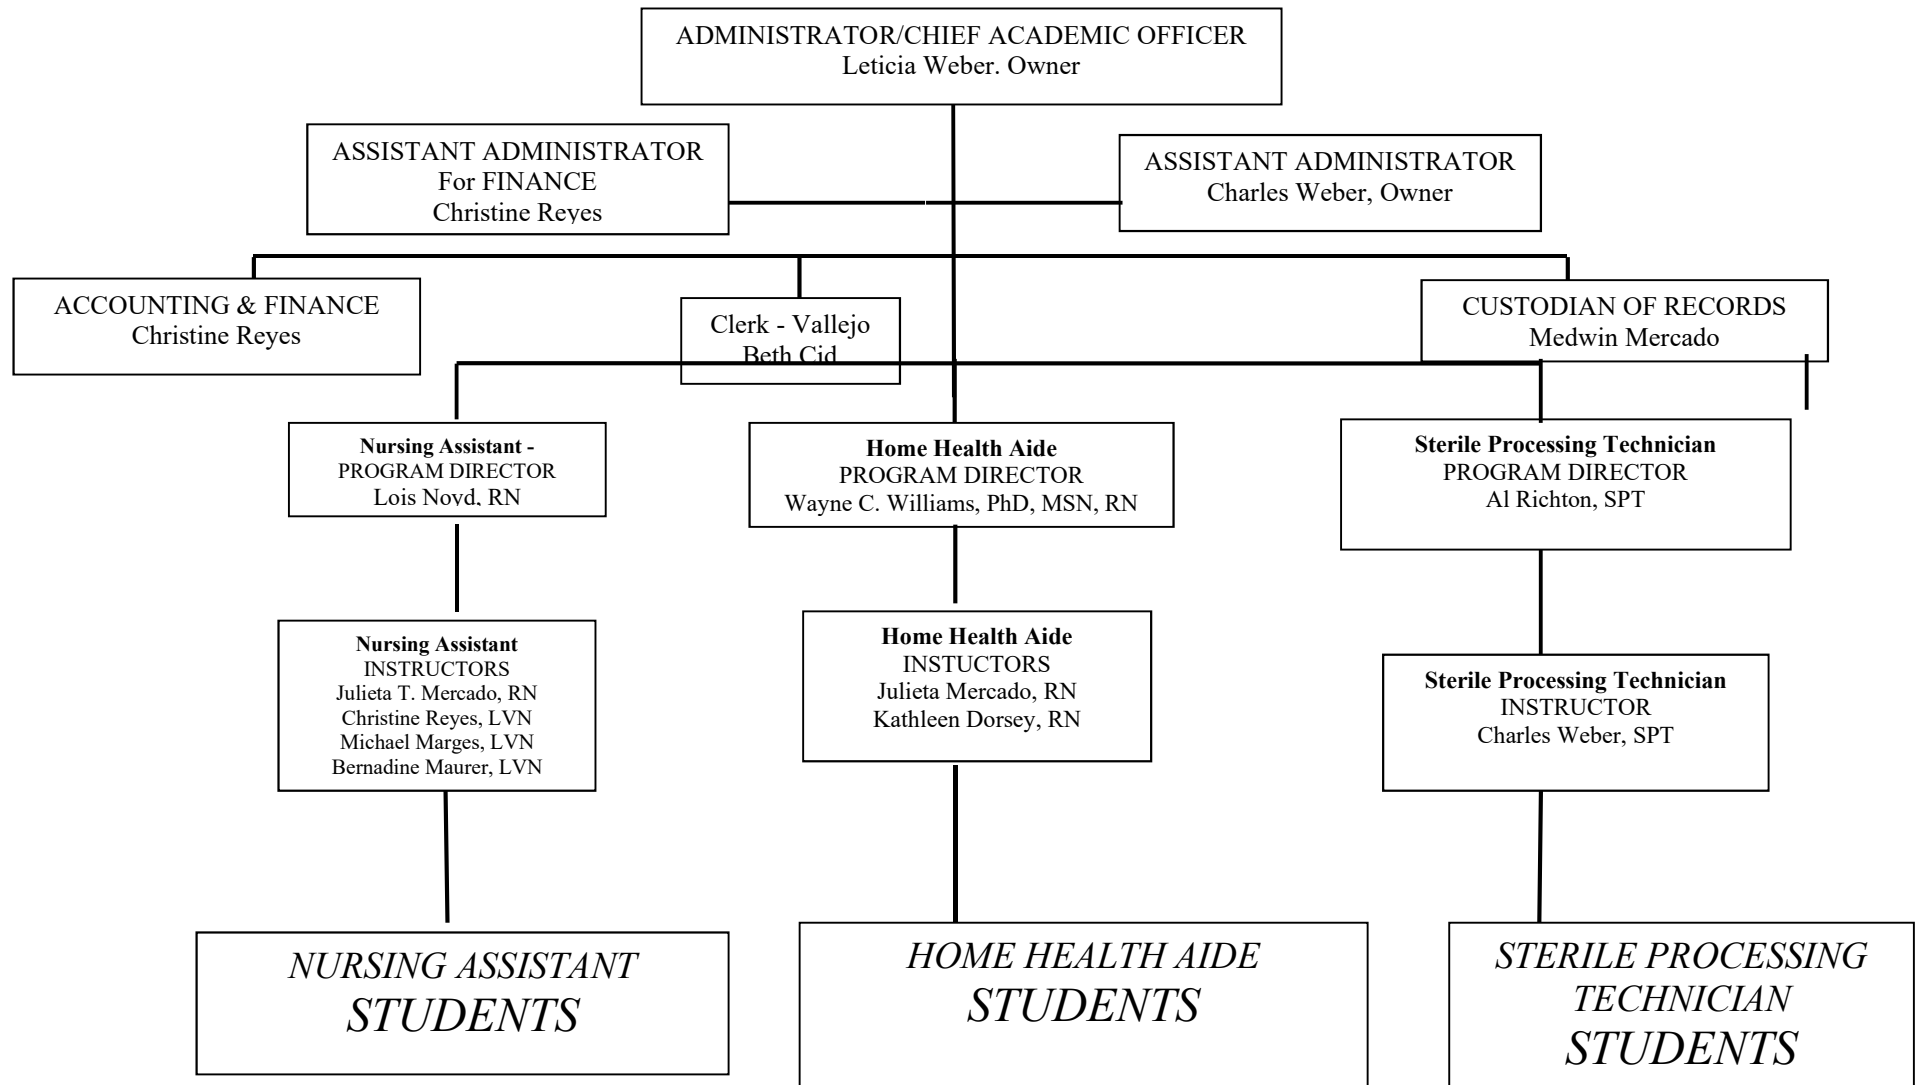 ADMINISTRATOR/CHIEF ACADEMIC OFFICER
Leticia Weber. Owner
ASSISTANT ADMINISTRATOR
For FINANCE
Christine Reyes
ASSISTANT ADMINISTRATOR
Charles Weber, Owner
ACCOUNTING & FINANCE
Christine Reyes
Clerk - Vallejo
Beth Cid
CUSTODIAN OF RECORDS
Medwin Mercado
Nursing Assistant -
PROGRAM DIRECTOR
Lois Noyd, RN
Home Health Aide
PROGRAM DIRECTOR
Wayne C. Williams, PhD, MSN, RN
Sterile Processing Technician
PROGRAM DIRECTOR
Al Richton, SPT
Nursing Assistant
INSTRUCTORS
Julieta T. Mercado, RN
Christine Reyes, LVN
Michael Marges, LVN
Bernadine Maurer, LVN
Home Health Aide
INSTUCTORS
Julieta Mercado, RN
Kathleen Dorsey, RN
Sterile Processing Technician
INSTRUCTOR
Charles Weber, SPT
NURSING ASSISTANT
STUDENTS
HOME HEALTH AIDE
STUDENTS
STERILE PROCESSING
TECHNICIAN
STUDENTS